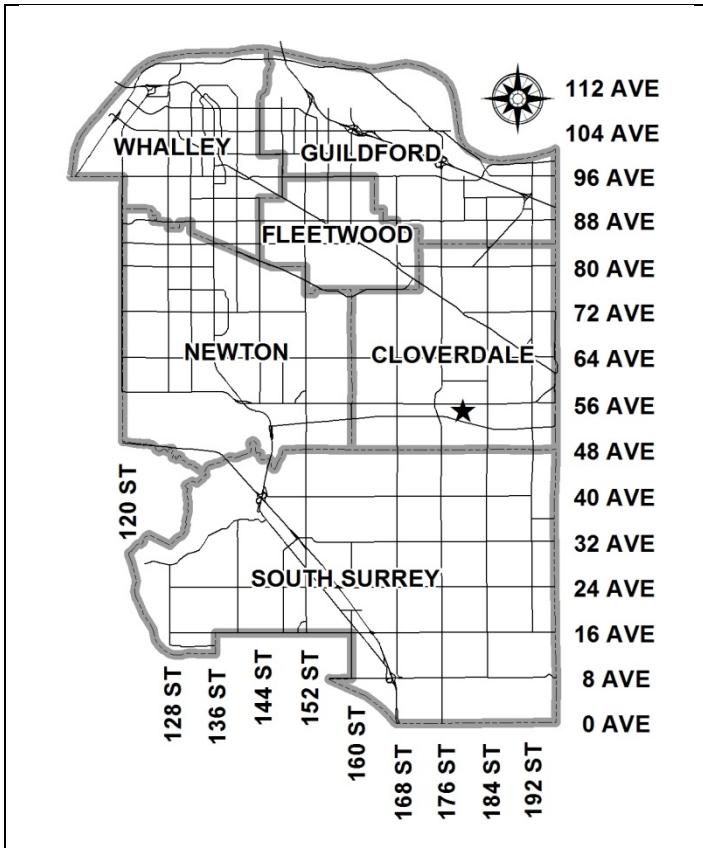 112 AVE
104 AVE
WHALLEY
GUILDFORD
96 AVE
88 AVE
FLEETWOOD
80 AVE
72 AVE
NEWTON
CLOVERDALE
64 AVE
56 AVE
48 AVE
120 ST
40 AVE
32 AVE
SOUTH SURREY
24 AVE
16 AVE
8 AVE
0 AVE
128 ST
136 ST
144 ST
152 ST
160 ST
168 ST
176 ST
184 ST
192 ST